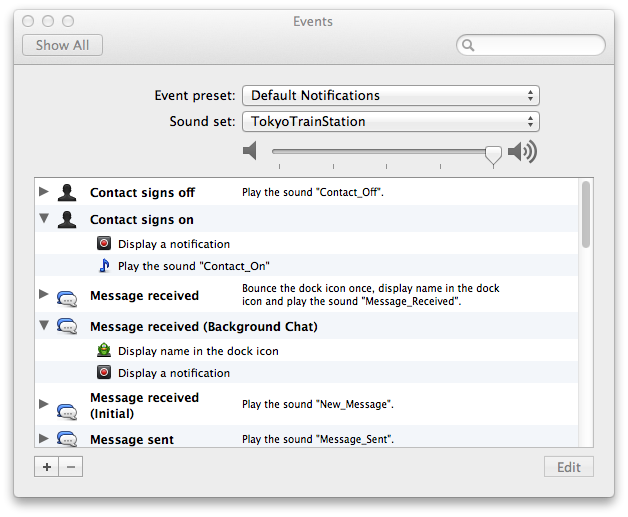 Events
Show All
Event preset: Default Notifications
Sound set: TokyoTrainStation
Contact signs off Play the sound "Contact_Off".
Contact signs on
Display a notification
Play the sound "Contact_On"
Message received Bounce the dock icon once, display name in the dock
icon and play the sound "Message_Received".
Message received (Background Chat)
Display name in the dock icon
Display a notification
Message received
(Initial) Play the sound "New_Message".
Message sent Play the sound "Message_Sent".
+ −
Edit